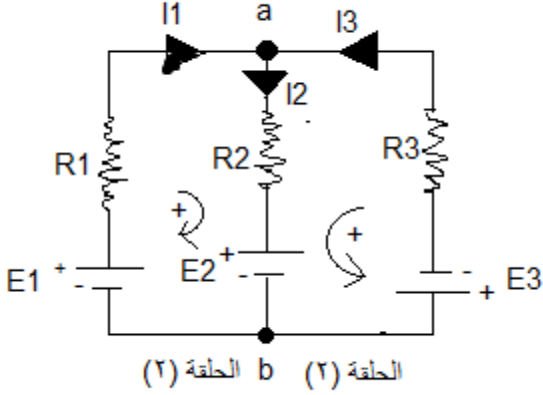 I1 a I3
I2
R1 R2 R3
+ +
E1 + - E2 + - - + E3
الحلقة (٢) b الحلقة (٢)